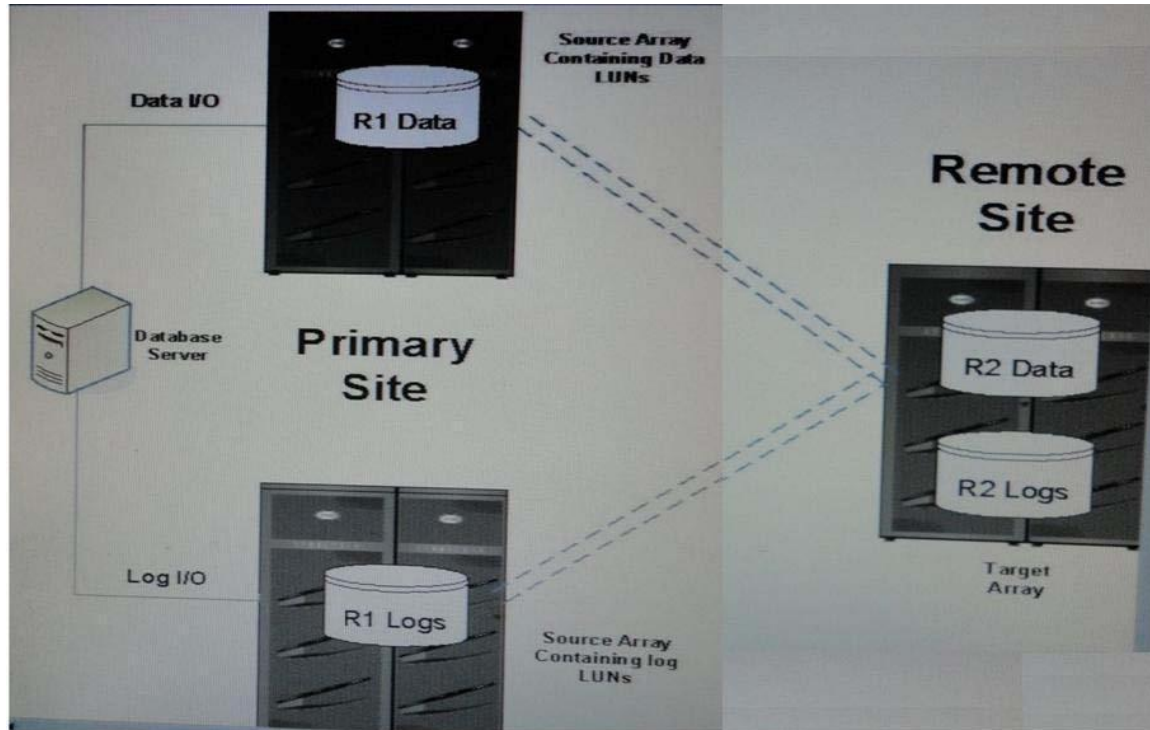 Source Array
Containing Data
LUNs
Data I/O
R1 Data
Remote
Site
Database
Server
Primary
Site
R2 Data
R2 Logs
Log I/O
R1 Logs
Target
Array
Source Array
Containing log
LUNs